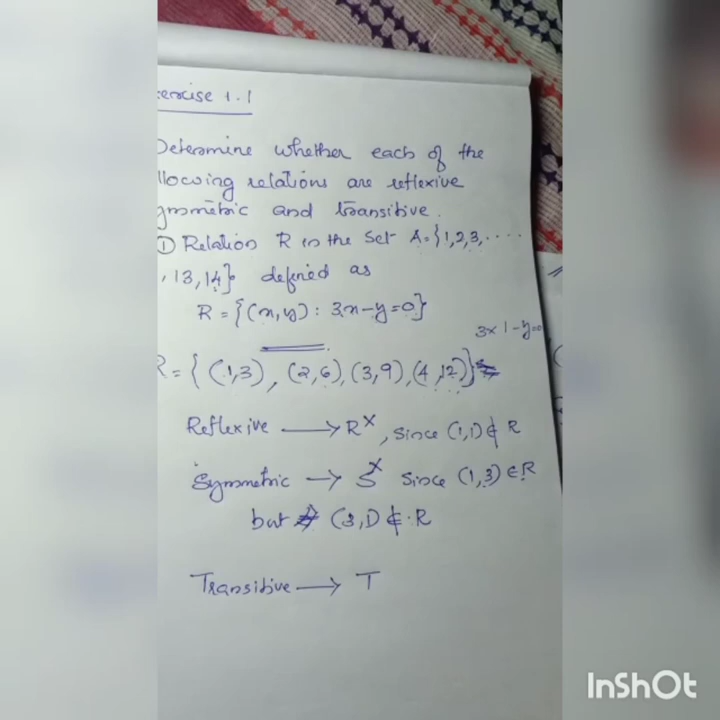 ercise 1.1
Determine whether each of the
llowing relations are reflexive
ymmetric and transitive.
① Relation R in the Set A={1,2,3,.....
,13,14} defined as
R={(x,y): 3x-y=0}
3x1-y=0
R={(1,3), (2,6),(3,9),(4,12)}
Reflexive → R^x, since (1,1)∉R
Symmetric → S^x since (1,3)∈R
but (3,1)∉R
Transitive → T
InShOt